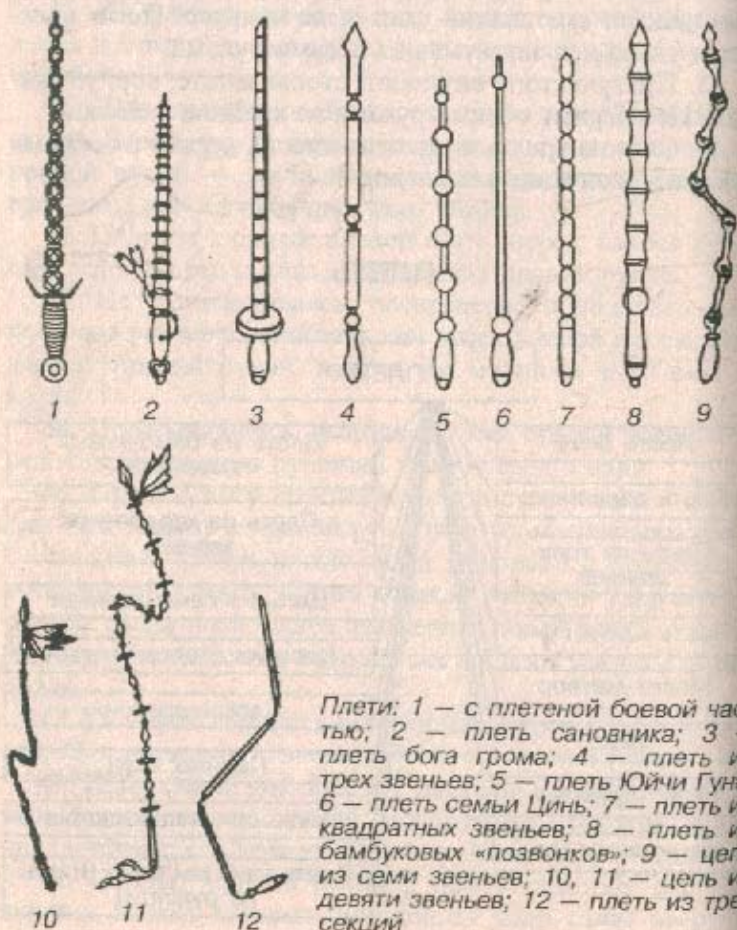 1 2 3 4 5 6 7 8 9
10 11 12
Плети: 1 — с плетеной боевой час
тью; 2 — плеть сановника; 3 —
плеть бога грома; 4 — плеть и
трех звеньев; 5 — плеть Юйчи Гун
6 — плеть семьи Цинь; 7 — плеть и
квадратных звеньев; 8 — плеть и
бамбуковых «позвонков»; 9 — цеп
из семи звеньев; 10, 11 — цепь и
девяти звеньев; 12 — плеть из тре
секций